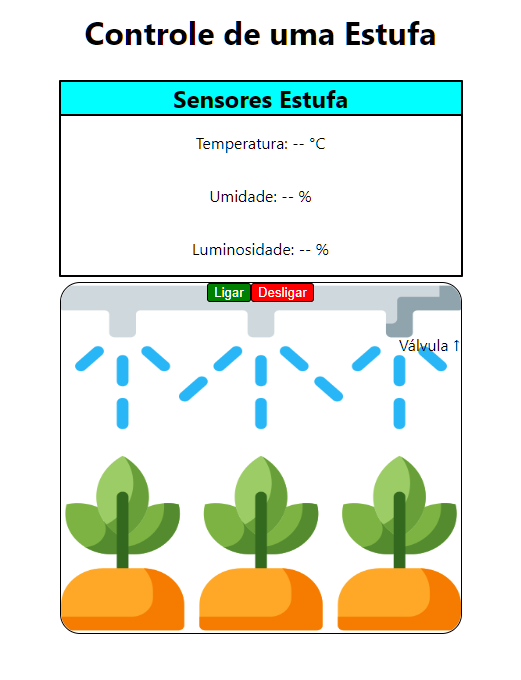 Controle de uma Estufa
Sensores Estufa
Temperatura: -- °C
Umidade: -- %
Luminosidade: -- %
Ligar Desligar
Válvula ↑